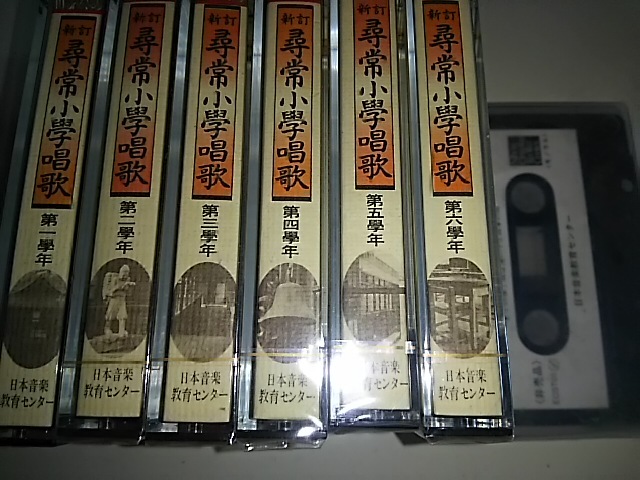 新訂
尋常小學唱歌
第一學年
日本音楽
教育センター
新訂
尋常小學唱歌
第二學年
日本音楽
教育センター
新訂
尋常小學唱歌
第三學年
日本音楽
教育センター
新訂
尋常小學唱歌
第四學年
日本音楽
教育センター
新訂
尋常小學唱歌
第五學年
日本音楽
教育センター
新訂
尋常小學唱歌
第六學年
日本音楽
教育センター